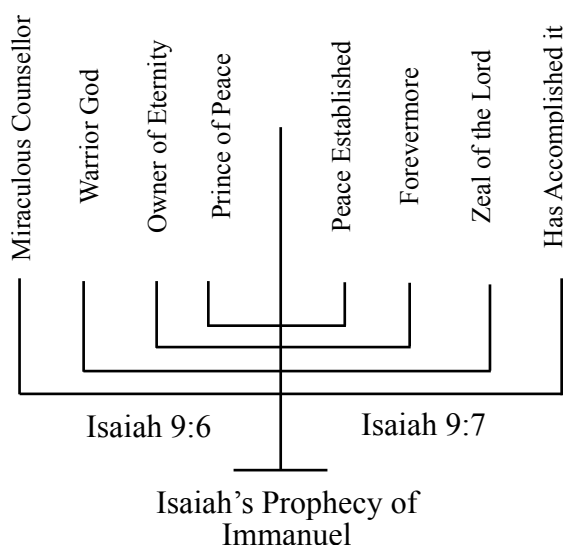 Miraculous Counsellor
Warrior God
Owner of Eternity
Prince of Peace
Peace Established
Forevermore
Zeal of the Lord
Has Accomplished it
Isaiah 9:6
Isaiah 9:7
Isaiah’s Prophecy of
Immanuel